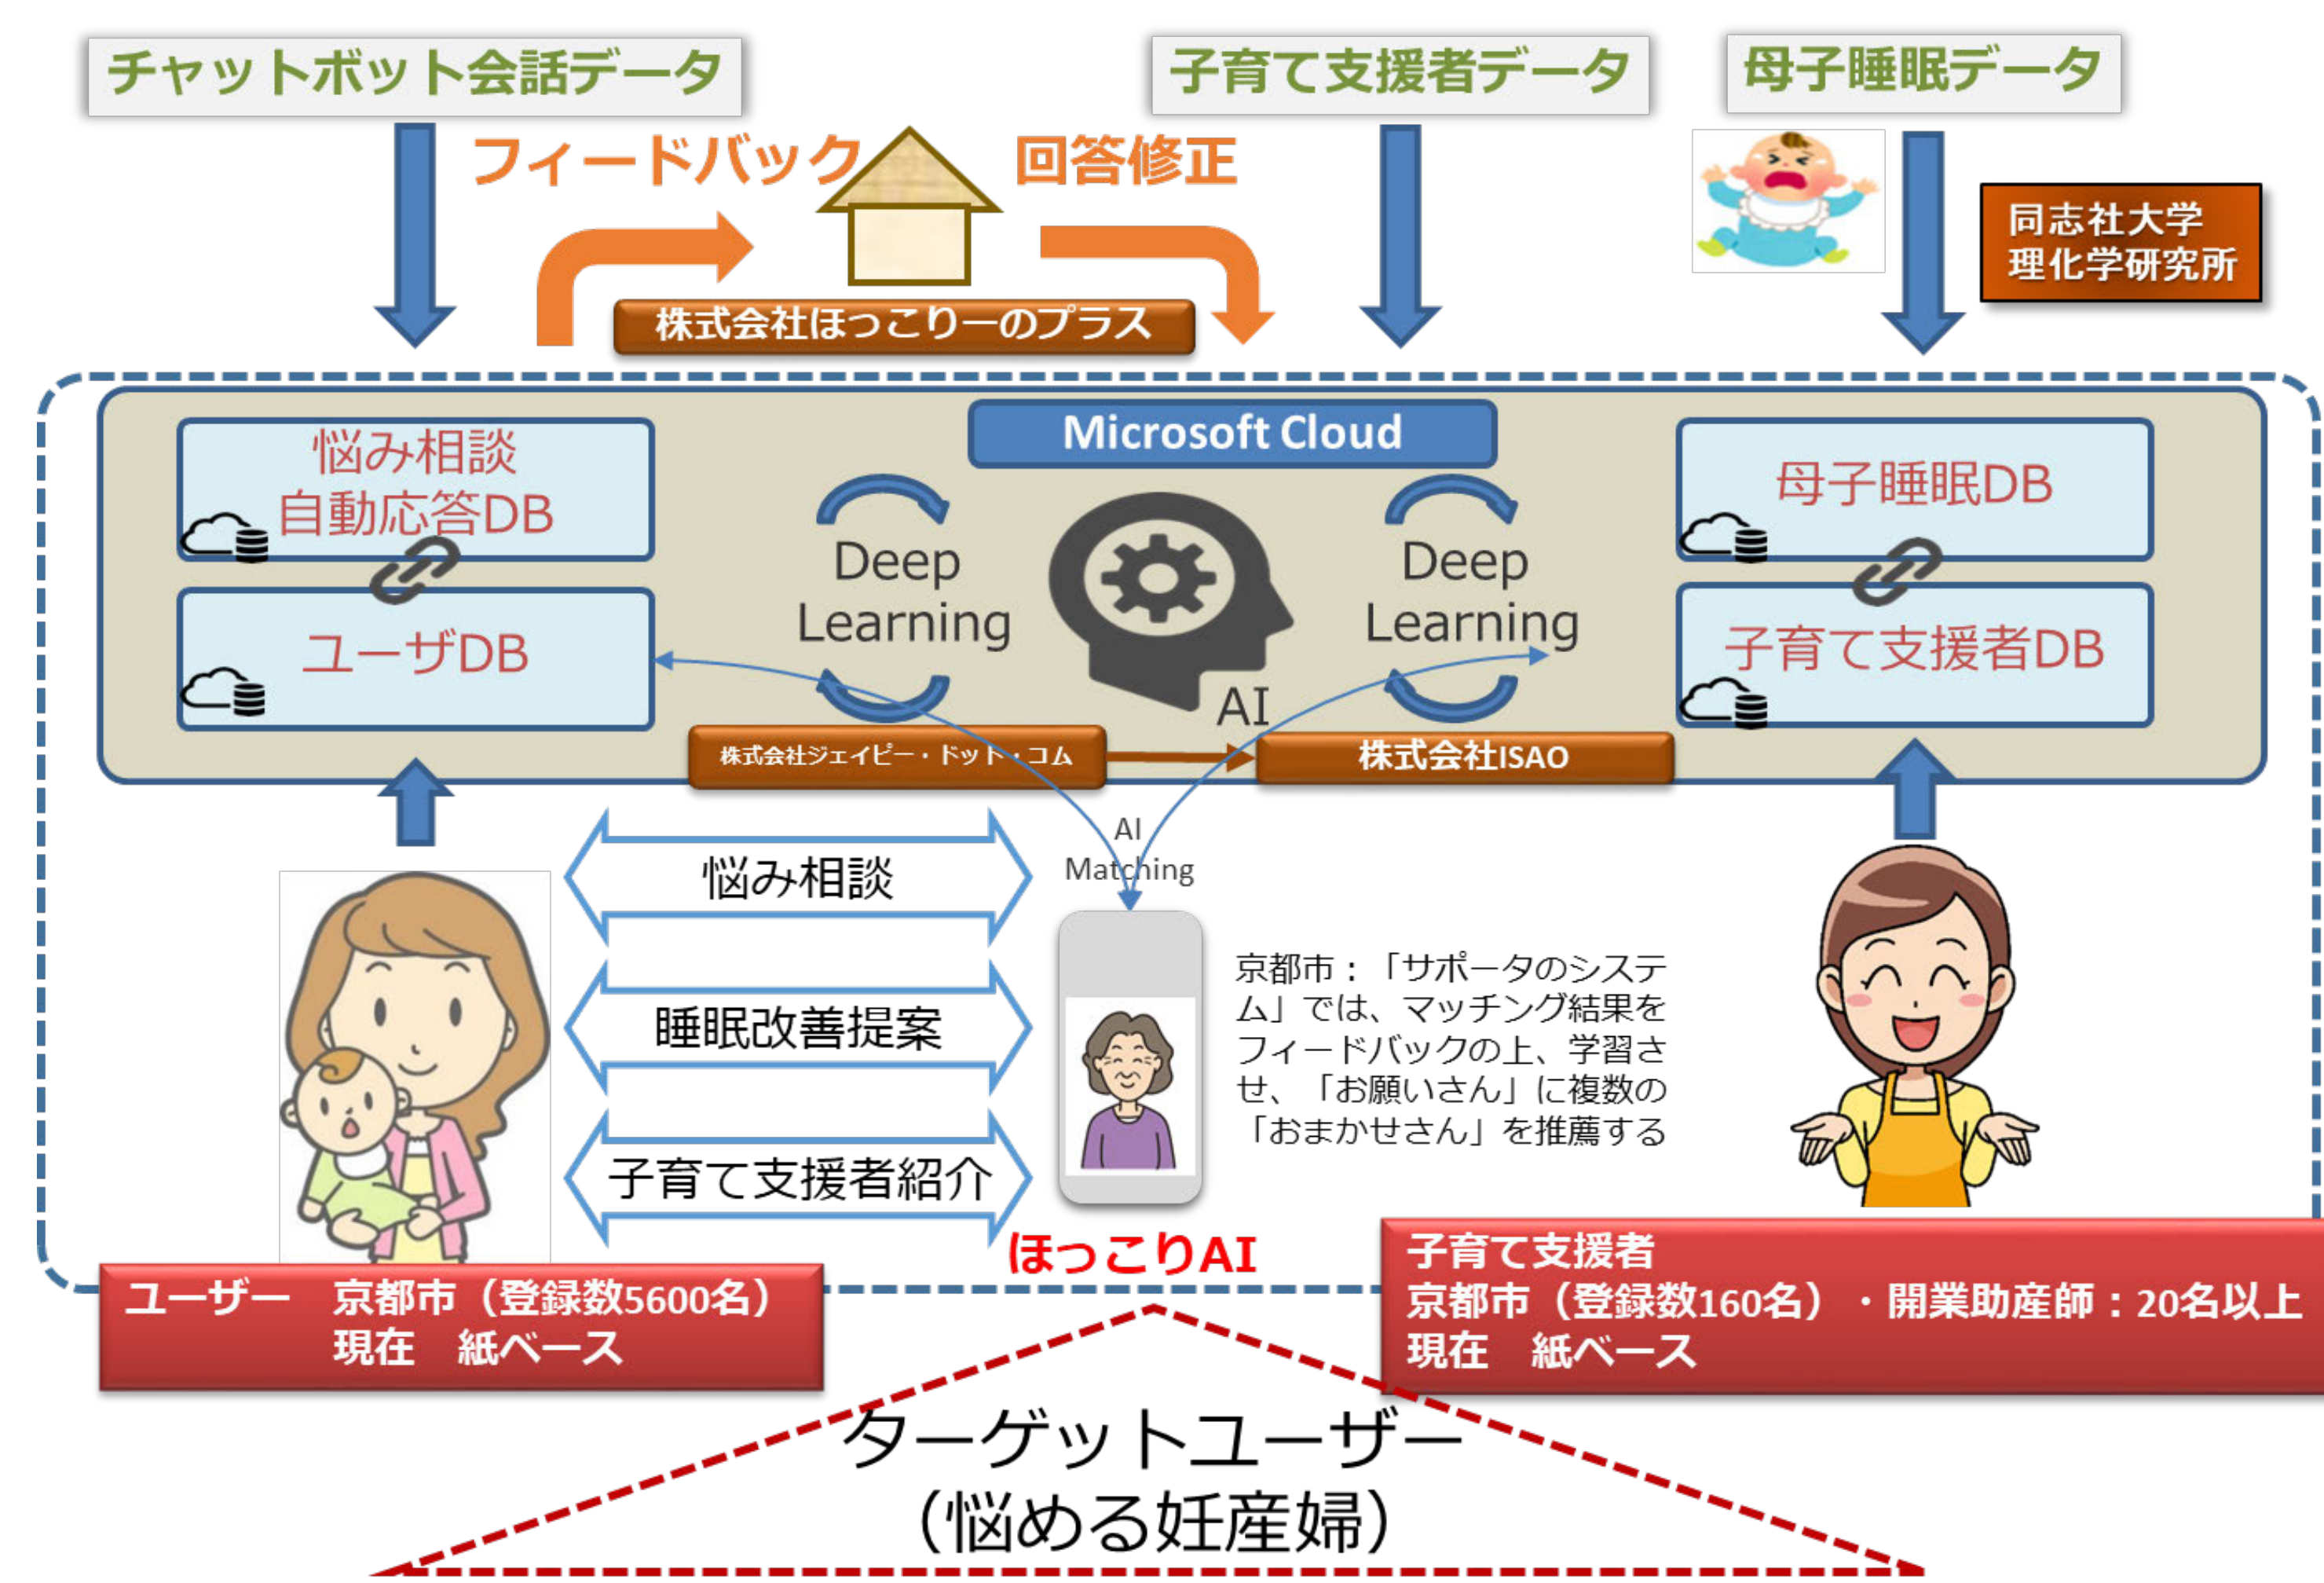 チャットボット会話データ
子育て支援者データ
母子睡眠データ
フィードバック
回答修正
同志社大学
理化学研究所
株式会社ほっこりーのプラス
Microsoft Cloud
悩み相談
自動応答DB
ユーザDB
Deep
Learning
AI
Deep
Learning
母子睡眠DB
子育て支援者DB
株式会社ジェイピー・ドット・コム
株式会社ISAO
AI
Matching
悩み相談
睡眠改善提案
子育て支援者紹介
京都市：「サポータのシステ
ム」では、マッチング結果を
フィードバックの上、学習さ
せ、「お願いさん」に複数の
「おまかせさん」を推薦する
ほっこりAI
ユーザー　京都市（登録数5600名）
現在　紙ベース
子育て支援者
京都市（登録数160名）・開業助産師：20名以上
現在　紙ベース
ターゲットユーザー
（悩める妊産婦）